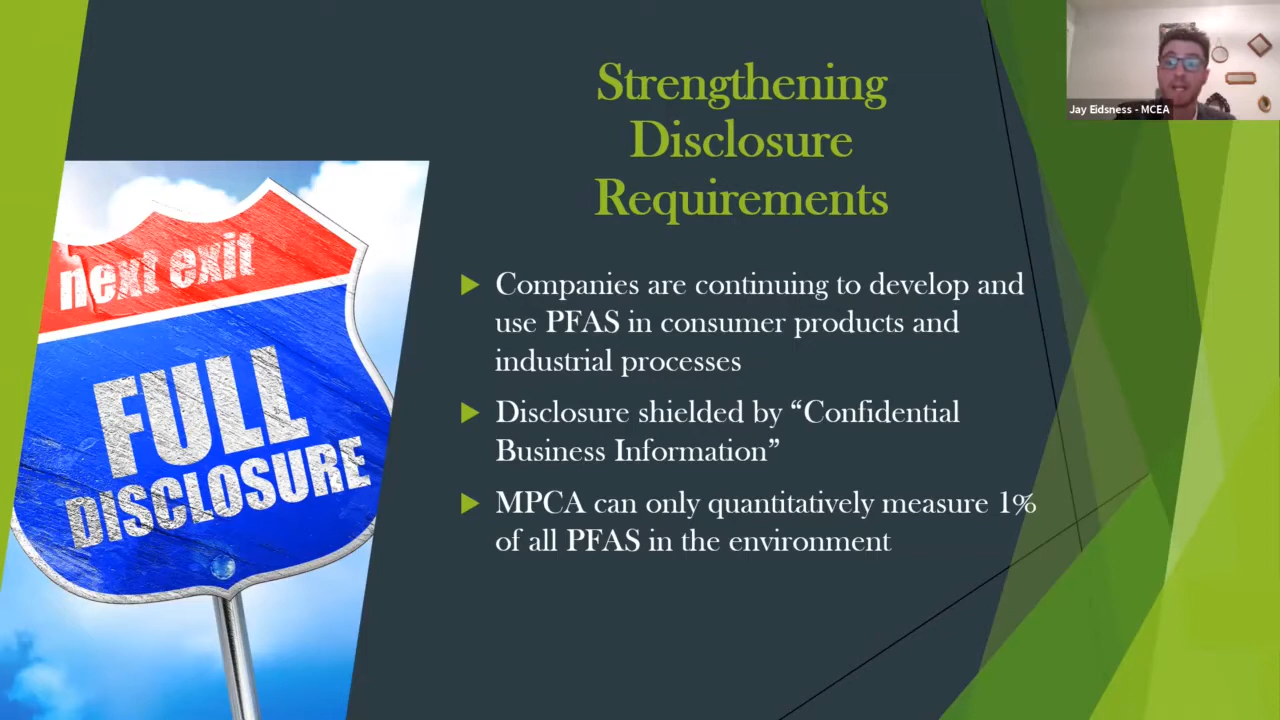 Strengthening
Disclosure
Requirements
Jay Eidsness - MCEA
next exit
FULL
DISCLOSURE
Companies are continuing to develop and
use PFAS in consumer products and
industrial processes
Disclosure shielded by “Confidential
Business Information”
MPCA can only quantitatively measure 1%
of all PFAS in the environment